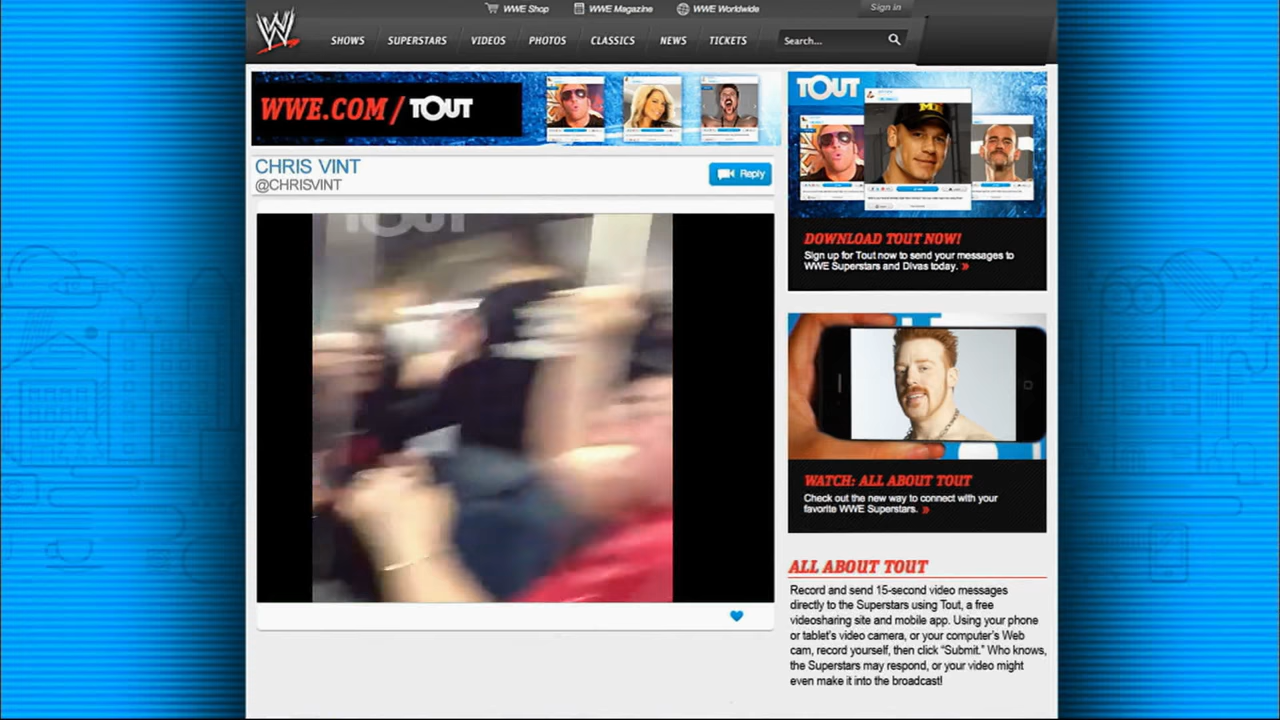 WWE Shop
WWE Magazine
WWE Worldwide
Sign in
W
SHOWS
SUPERSTARS
VIDEOS
PHOTOS
CLASSICS
NEWS
TICKETS
Search...
WWE.COM / TOUT
TOUT
CHRIS VINT
@CHRISVINT
Reply
TOUT
DOWNLOAD TOUT NOW!
Sign up for Tout now to send your messages to
WWE Superstars and Divas today. »
WATCH: ALL ABOUT TOUT
Check out the new way to connect with your
favorite WWE Superstars. »
ALL ABOUT TOUT
Record and send 15-second video messages
directly to the Superstars using Tout, a free
videosharing site and mobile app. Using your phone
or tablet's video camera, or your computer's Web
cam, record yourself, then click “Submit.” Who knows,
the Superstars may respond, or your video might
even make it into the broadcast!